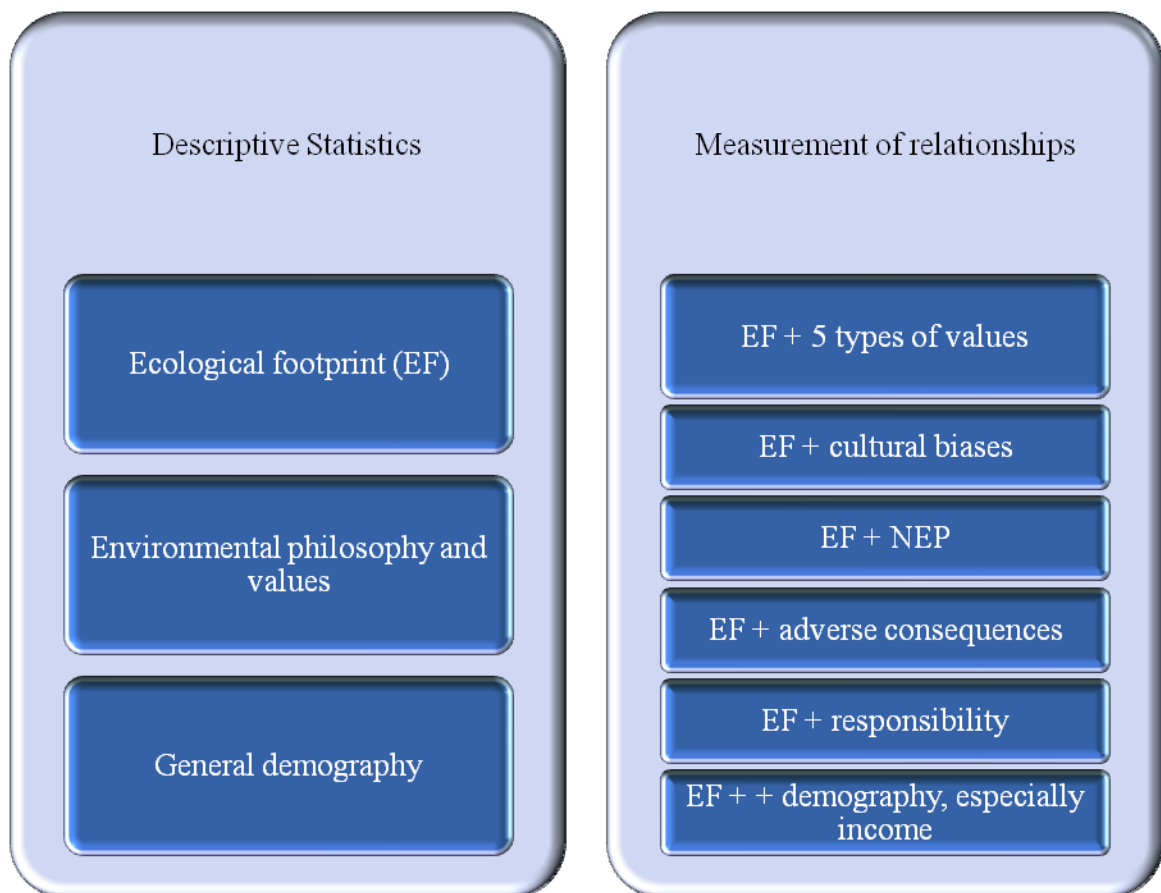 Descriptive Statistics
Ecological footprint (EF)
Environmental philosophy and
values
General demography
Measurement of relationships
EF + 5 types of values
EF + cultural biases
EF + NEP
EF + adverse consequences
EF + responsibility
EF + + demography, especially
income